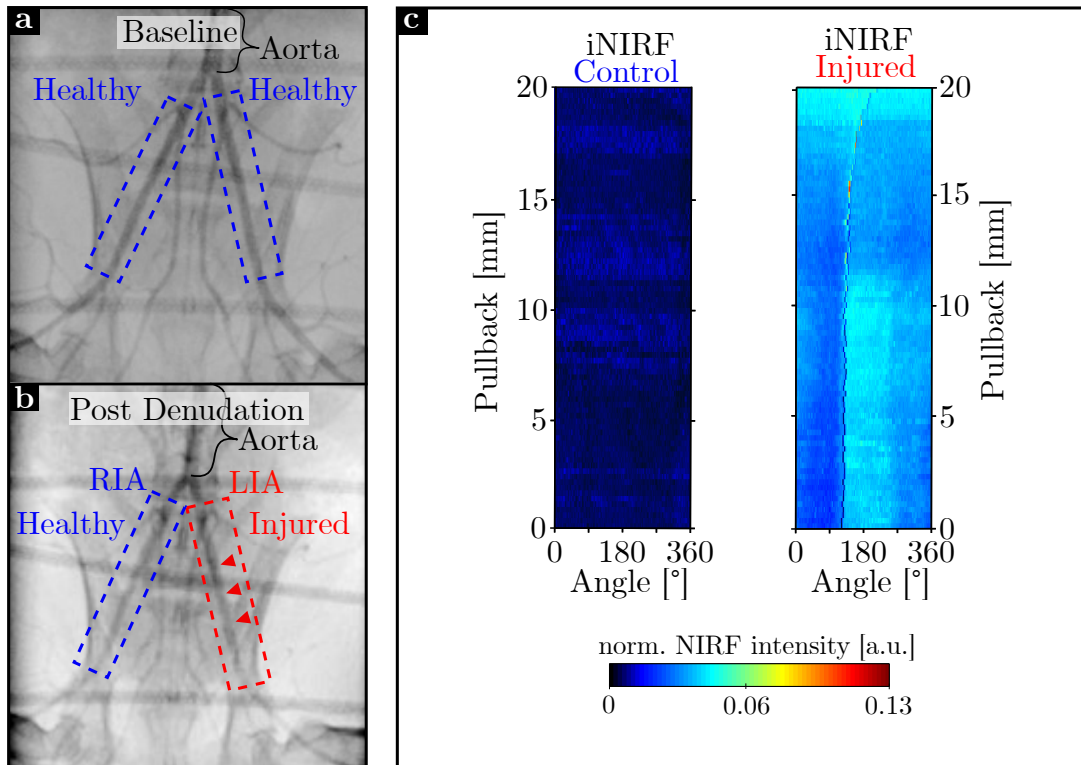 a
Baseline
Aorta
Healthy
Healthy
b
Post Denudation
Aorta
RIA
LIA
Healthy
Injured
c
iNIRF
Control
iNIRF
Injured
Pullback [mm]
20
15
10
5
0
0 180 360
Angle [°]
20
15
10
5
0
Pullback [mm]
0 180 360
Angle [°]
norm. NIRF intensity [a.u.]
0 0.06 0.13